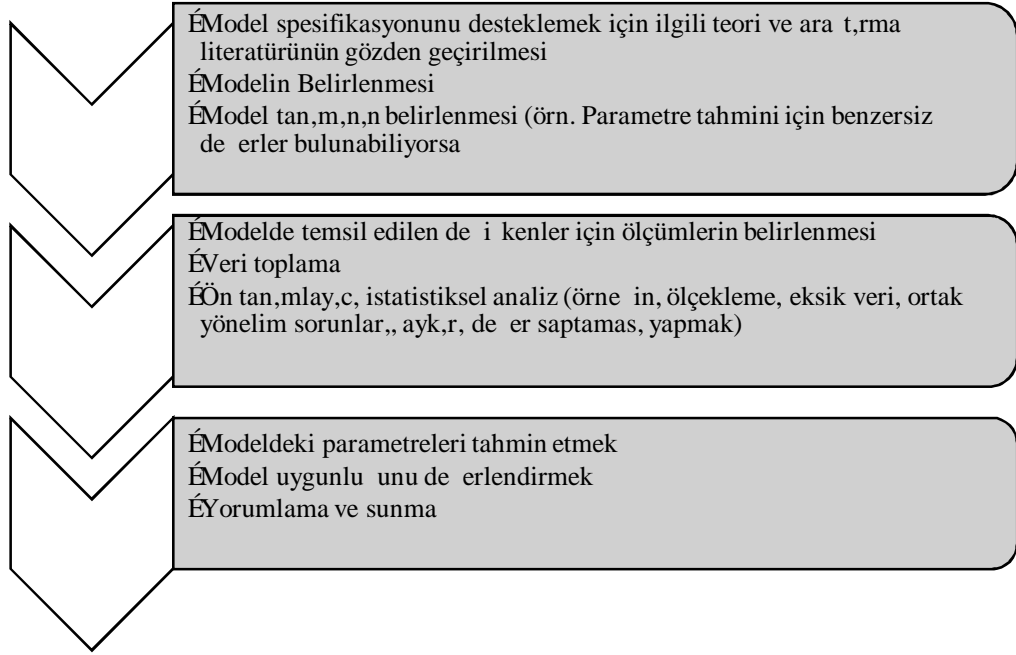 ÉModel spesifikasyonunu desteklemek için ilgili teori ve ara t,rma
literatürünün gözden geçirilmesi
ÉModelin Belirlenmesi
ÉModel tan,m,n,n belirlenmesi (örn. Parametre tahmini için benzersiz
de erler bulunabiliyorsa
ÉModelde temsil edilen de i kenler için ölçümlerin belirlenmesi
ÉVeri toplama
ÉÖn tan,mlay,c, istatistiksel analiz (örne in, ölçekleme, eksik veri, ortak
yönelim sorunlar,, ayk,r, de er saptamas, yapmak)
ÉModeldeki parametreleri tahmin etmek
ÉModel uygunlu unu de erlendirmek
ÉYorumlama ve sunma